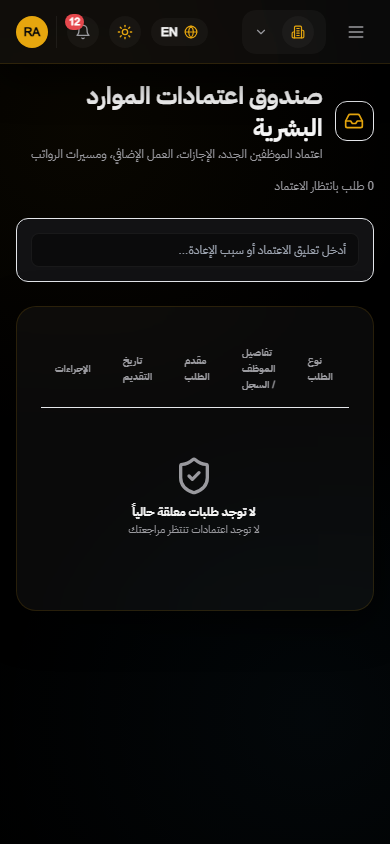 EN
12
RA
صندوق اعتمادات الموارد
البشرية
اعتماد الموظفين الجدد، الإجازات، العمل الإضافي، ومسيرات الرواتب
0 طلب بانتظار الاعتماد
أدخل تعليق الاعتماد أو سبب الإعادة...
نوع الطلب
تفاصيل الموظف / السجل
مقدم الطلب
تاريخ التقديم
الإجراءات
لا توجد طلبات معلقة حالياً
لا توجد اعتمادات تنتظر مراجعتك